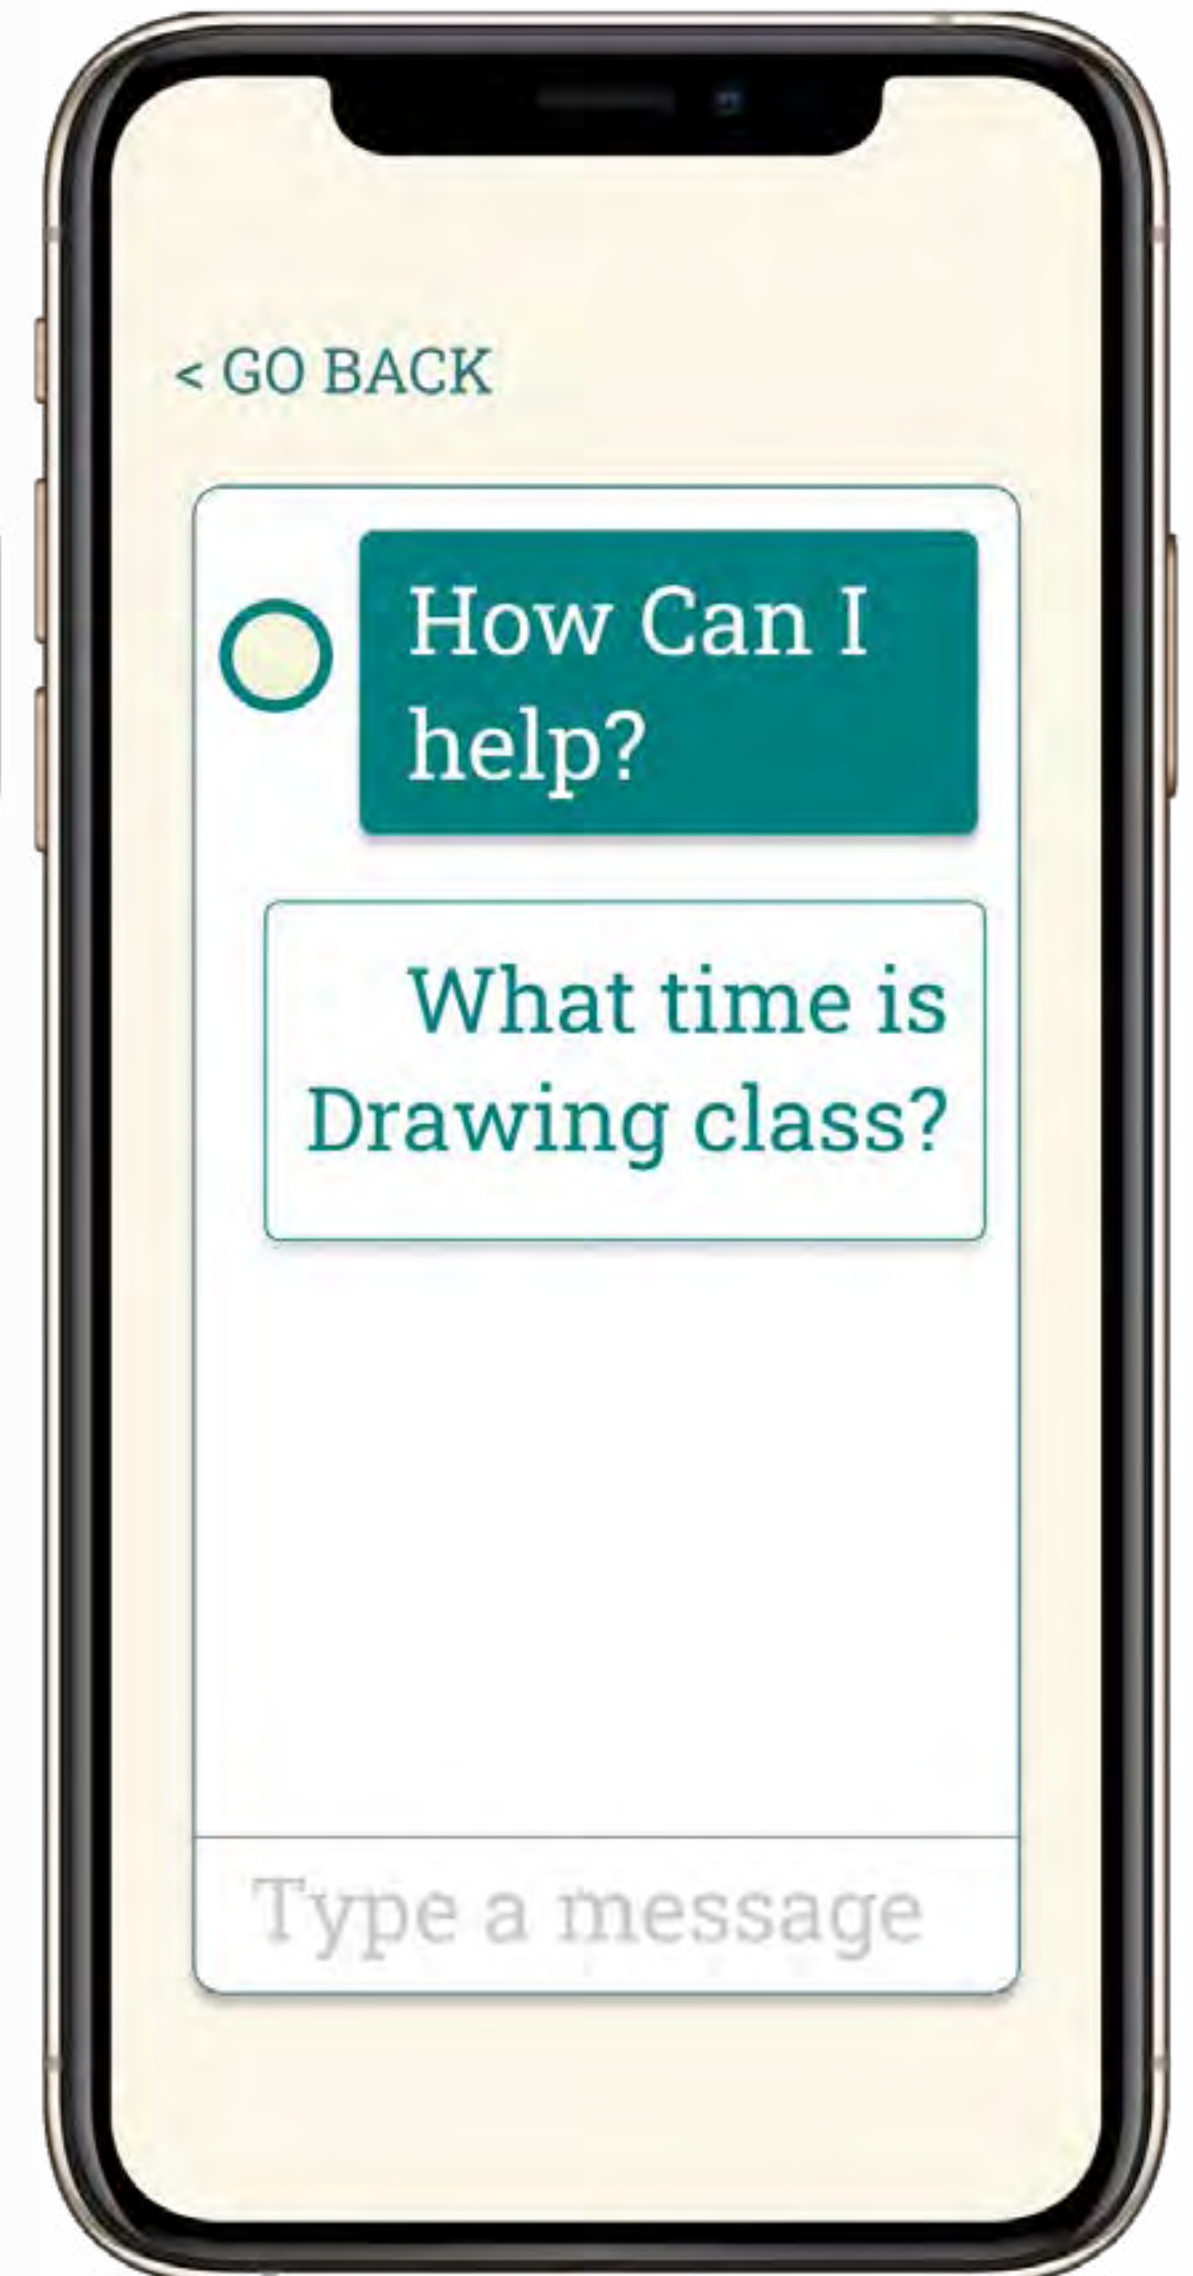 < GO BACK
How Can I
help?
What time is
Drawing class?
Type a message